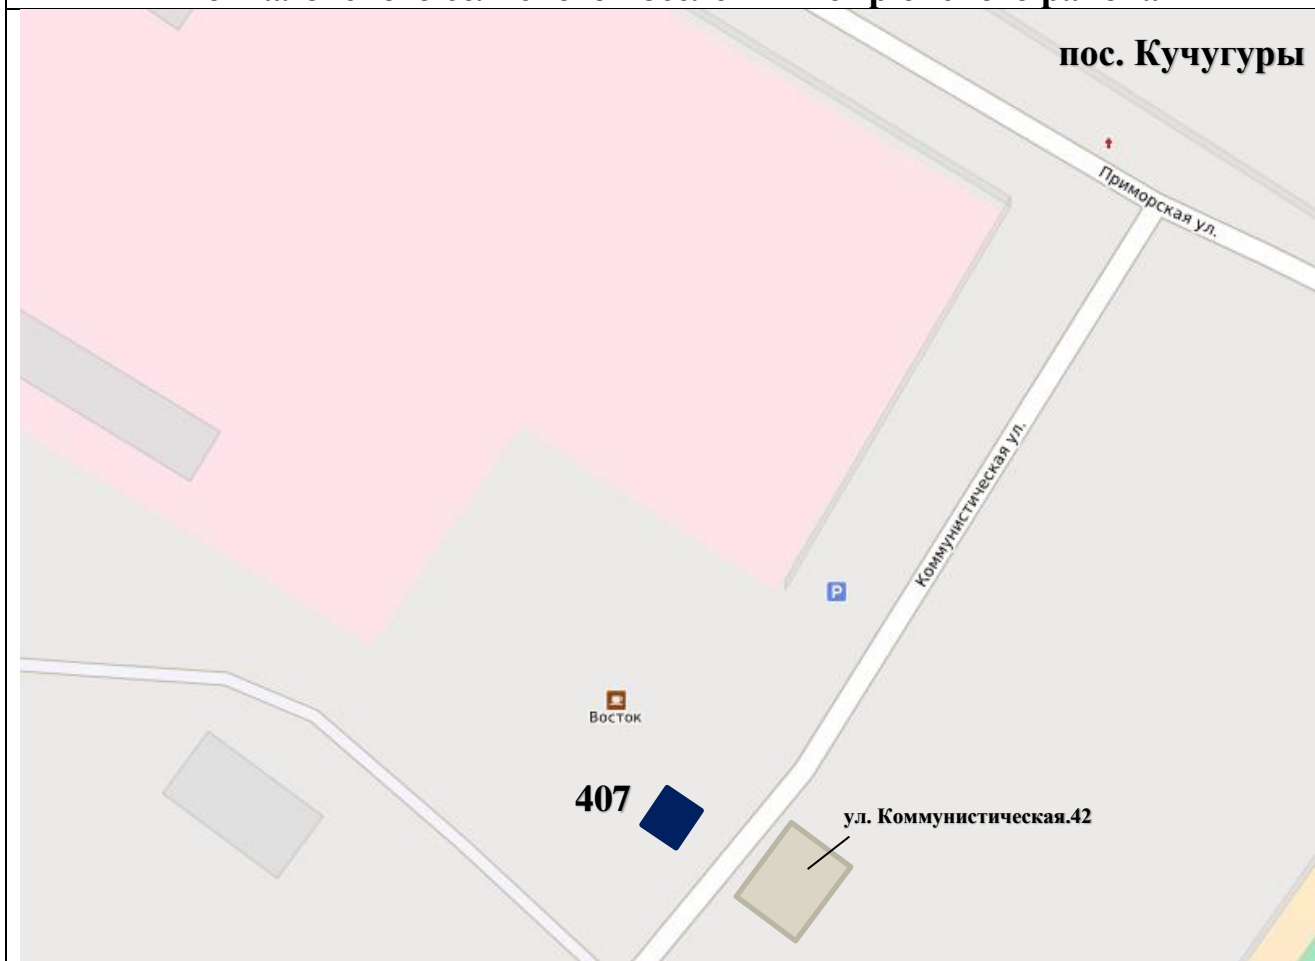 пос. Кучугуры
Приморская ул.
Коммунистическая ул.
P
Восток
407
ул. Коммунистическая.42